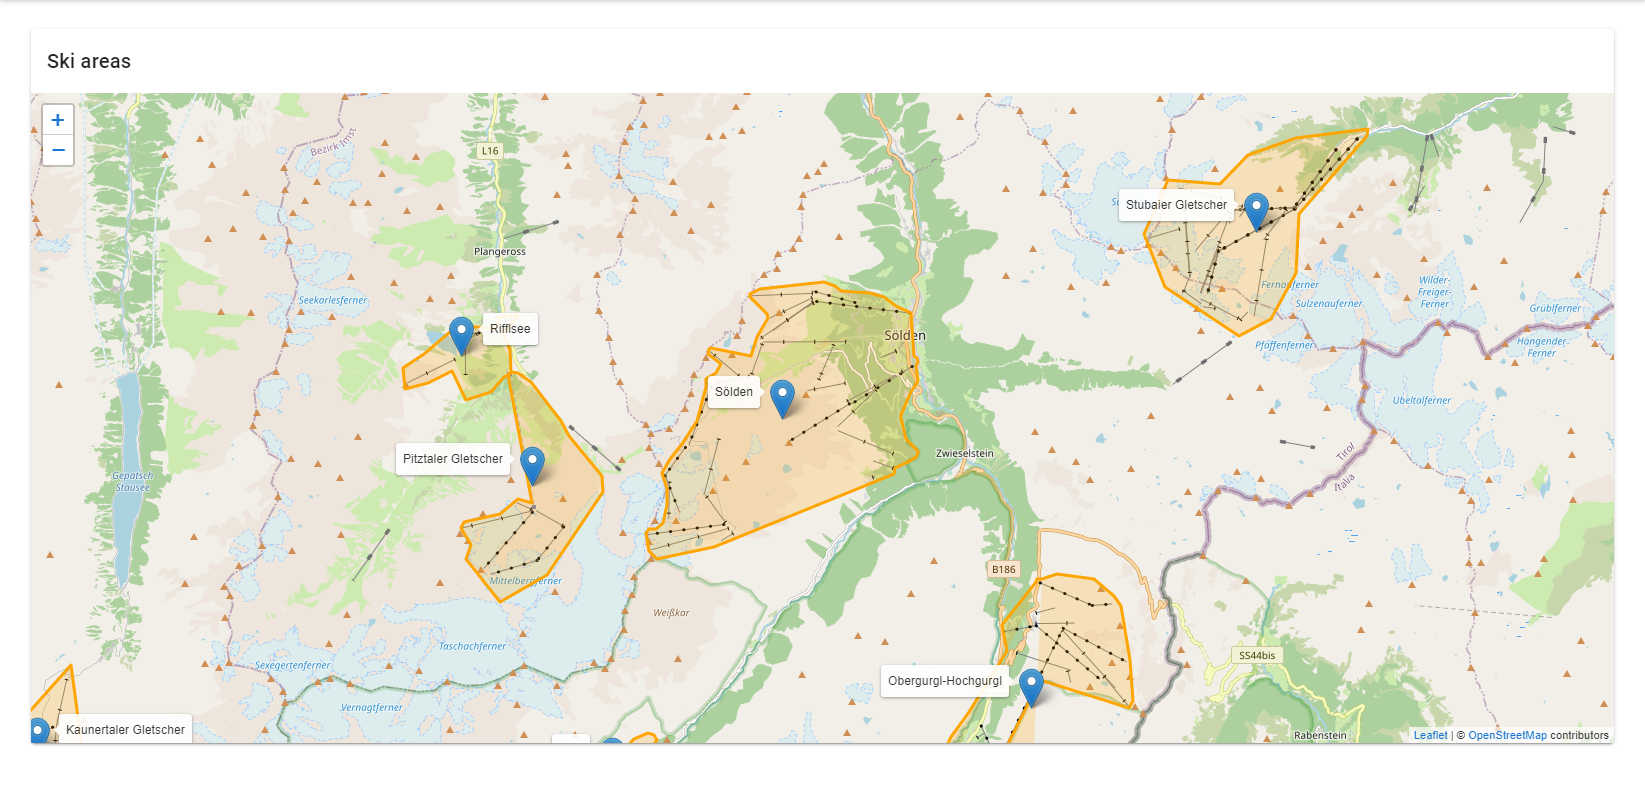 Ski areas
+
−
Bezirk Imst
L16
Plangeross
Stubaier Gletscher
Su
Seekarlesferner
Fernauferner
Sulzenauferner
Wilder-
Freiger-
Ferner
Grüblferner
Rifflsee
Sölden
Pfaffenferner
Hangender-
Ferner
Sölden
Übeltalferner
Pitztaler Gletscher
Zwieselstein
Tirol
Italia
Gepatsch
Stausee
Mittelbergferner
B186
Weißkar
Taschachferner
Sexegertenferner
SS44bis
Obergurgl-Hochgurgl
Vernagtferner
Kaunertaler Gletscher
Rabenstein
Leaflet | © OpenStreetMap contributors